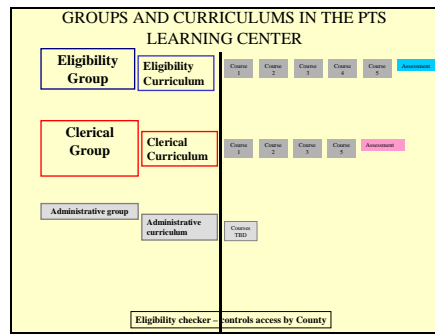 GROUPS AND CURRICULUMS IN THE PTS
LEARNING CENTER
Eligibility
Group
Eligibility
Curriculum
Course
1
Course
2
Course
3
Course
4
Course
5
Assessment
Clerical
Group
Clerical
Curriculum
Course
1
Course
2
Course
3
Course
5
Assessment
Administrative group
Administrative
curriculum
Courses
TBD
Eligibility checker – controls access by County